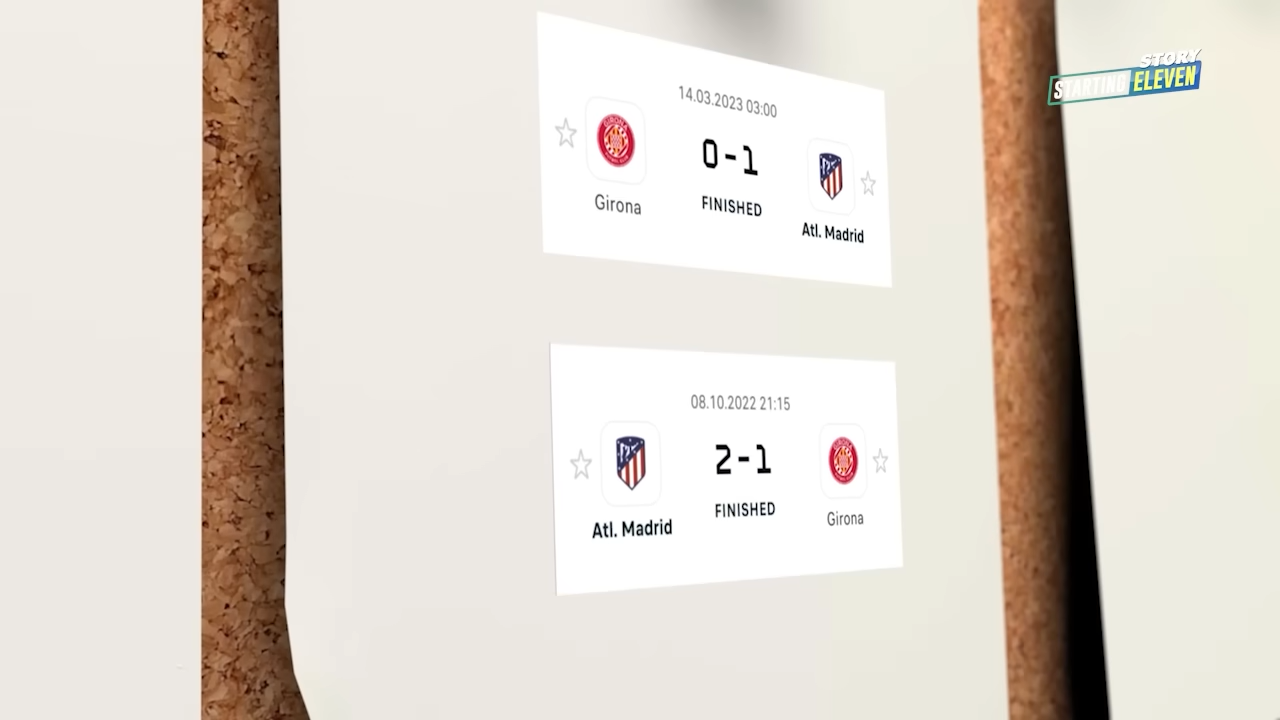 STORY
STARTING ELEVEN
14.03.2023 03:00
0-1
FINISHED
Girona
Atl. Madrid
08.10.2022 21:15
2-1
FINISHED
Atl. Madrid
Girona